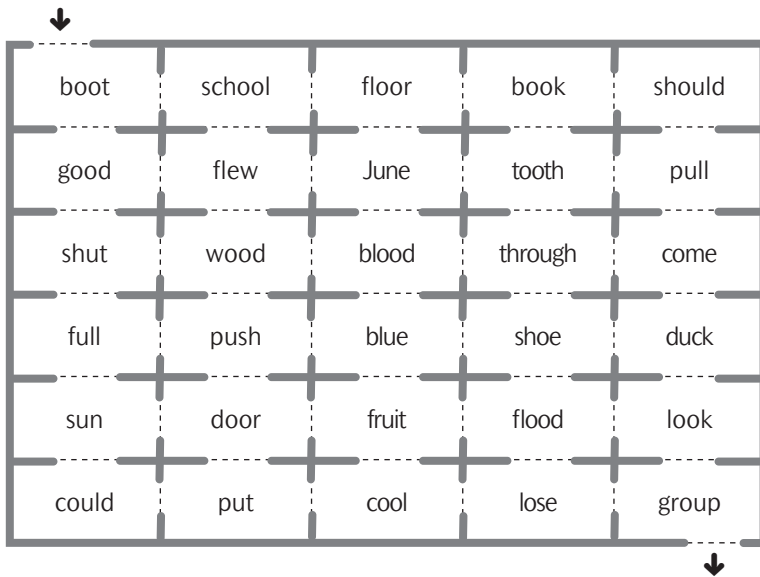 boot school floor book should
good flew June tooth pull
shut wood blood through come
full push blue shoe duck
sun door fruit flood look
could put cool lose group